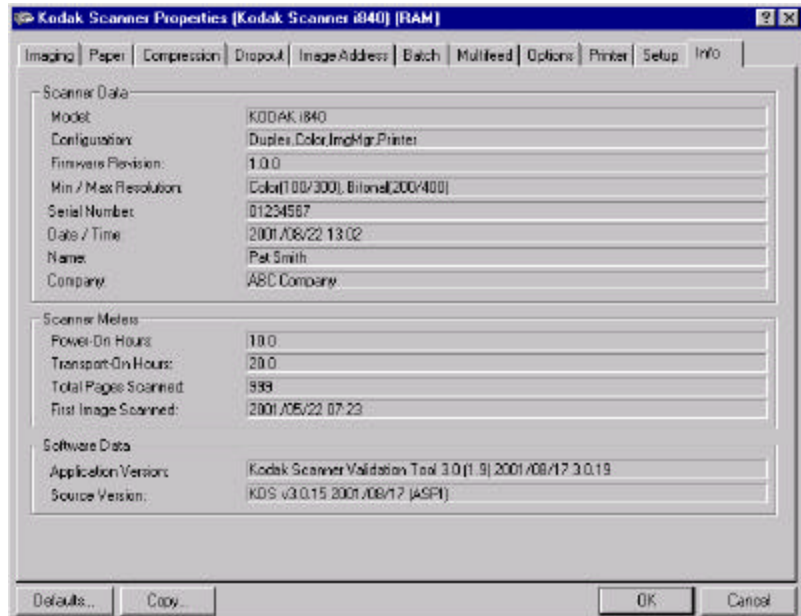 Kodak Scanner Properties (Kodak Scanner i840) [RAM]
Imaging Paper Compression Dropout Image Address Batch Multifeed Options Printer Setup Info
Scanner Data
Model: KODAK i840
Configuration: Duplex,Color,ImgMgr,Printer
Firmware Revision: 1.0.0
Min / Max Resolution: Color(100/300), Bitonal(200/400)
Serial Number: 01234567
Date / Time: 2001/08/22 13:02
Name: Pat Smith
Company: ABC Company
Scanner Meters
Power-On Hours: 10.0
Transport-On Hours: 20.0
Total Pages Scanned: 999
First Image Scanned: 2001/05/22 07:23
Software Data
Application Version: Kodak Scanner Validation Tool 3.0 (1.9) 2001/08/17 3.0.19
Source Version: KDS v3.0.15 2001/08/17 (ASPI)
Defaults... Copy... OK Cancel